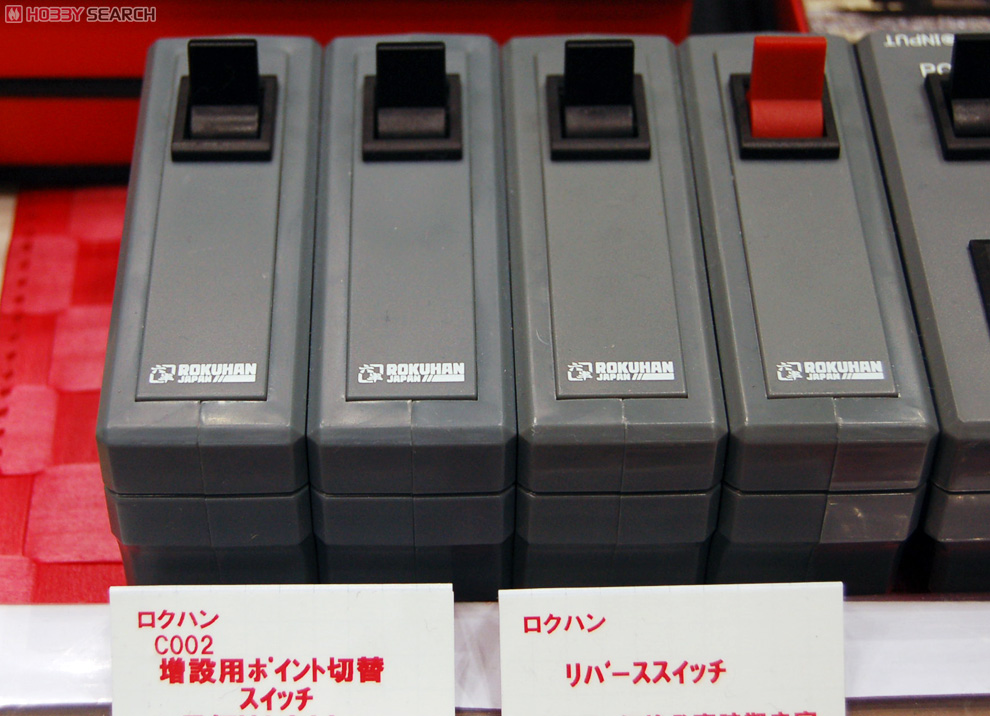 HOBBY SEARCH
INPUT
ROKUHAN
JAPAN
ROKUHAN
JAPAN
ROKUHAN
JAPAN
ROKUHAN
JAPAN
ロクハン
C002
増設用ポイント切替
スイッチ
ロクハン
リバーススイッチ